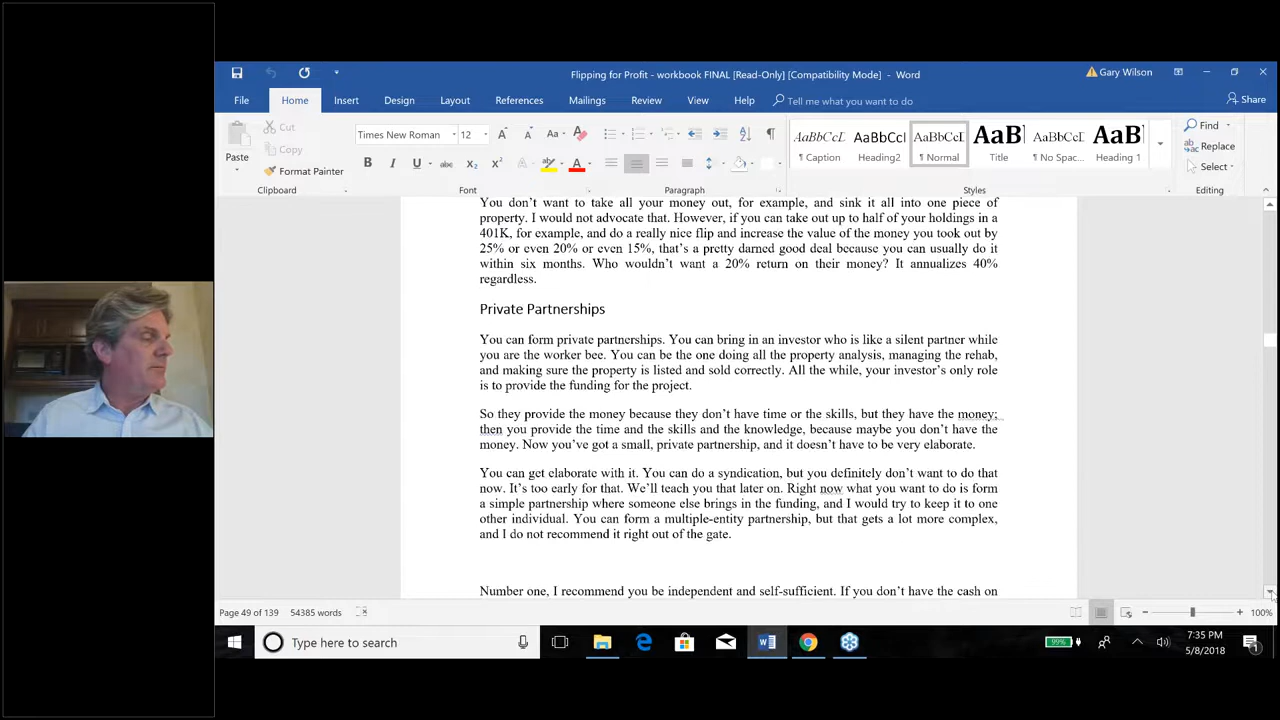 Flipping for Profit - workbook FINAL [Read-Only] [Compatibility Mode] - Word
Gary Wilson
File Home Insert Design Layout References Mailings Review View Help Tell me what you want to do Share
Paste
Cut
Copy
Format Painter
Clipboard
Times New Roman 12
Font
Paragraph
AaBbCcD AaBbCcI AaBbCcD AaB AaBbCcD AaB
¶ Caption Heading2 ¶ Normal Title ¶ No Spac... Heading 1
Styles
Find
Replace
Select
Editing
You don't want to take all your money out, for example, and sink it all into one piece of
property. I would not advocate that. However, if you can take out up to half of your holdings in a
401K, for example, and do a really nice flip and increase the value of the money you took out by
25% or even 20% or even 15%, that's a pretty darned good deal because you can usually do it
within six months. Who wouldn't want a 20% return on their money? It annualizes 40%
regardless.
Private Partnerships
You can form private partnerships. You can bring in an investor who is like a silent partner while
you are the worker bee. You can be the one doing all the property analysis, managing the rehab,
and making sure the property is listed and sold correctly. All the while, your investor's only role
is to provide the funding for the project.
So they provide the money because they don't have time or the skills, but they have the money;
then you provide the time and the skills and the knowledge, because maybe you don't have the
money. Now you've got a small, private partnership, and it doesn't have to be very elaborate.
You can get elaborate with it. You can do a syndication, but you definitely don't want to do that
now. It's too early for that. We'll teach you that later on. Right now what you want to do is form
a simple partnership where someone else brings in the funding, and I would try to keep it to one
other individual. You can form a multiple-entity partnership, but that gets a lot more complex,
and I do not recommend it right out of the gate.
Number one, I recommend you be independent and self-sufficient. If you don't have the cash on
Page 49 of 139 54385 words
100%
Type here to search
99%
7:35 PM
5/8/2018
1